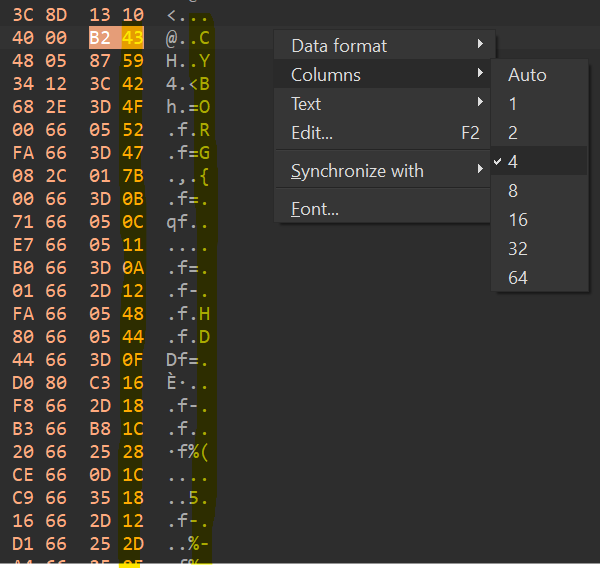 3C 8D 13 10 <...
40 00 B2 43 @..C
48 05 87 59 H..Y
34 12 3C 42 4.<B
68 2E 3D 4F h.=O
00 66 05 52 .f.R
FA 66 3D 47 .f=G
08 2C 01 7B .,.{
00 66 3D 0B .f=.
71 66 05 0C qf..
E7 66 05 11 ....
B0 66 3D 0A .f=.
01 66 2D 12 .f-.
FA 66 05 48 .f.H
80 66 05 44 .f.D
44 66 3D 0F Df=.
D0 80 C3 16 È·..
F8 66 2D 18 .f-.
B3 66 B8 1C .f..
20 66 25 28 ·f%(
CE 66 0D 1C ....
C9 66 35 18 ..5.
16 66 2D 12 .f-.
D1 66 25 2D ..%-
Data format
Columns
Text
Edit... F2
Synchronize with
Font...
Auto
1
2
4
8
16
32
64